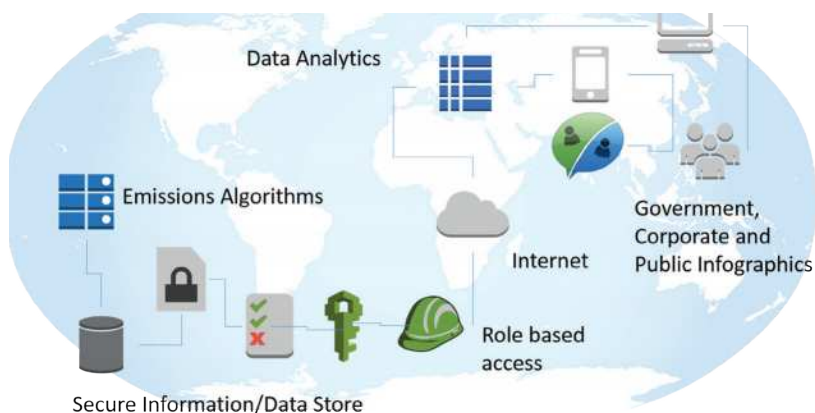 Data Analytics
Emissions Algorithms
Government,
Corporate and
Public Infographics
Internet
Role based
access
Secure Information/Data Store